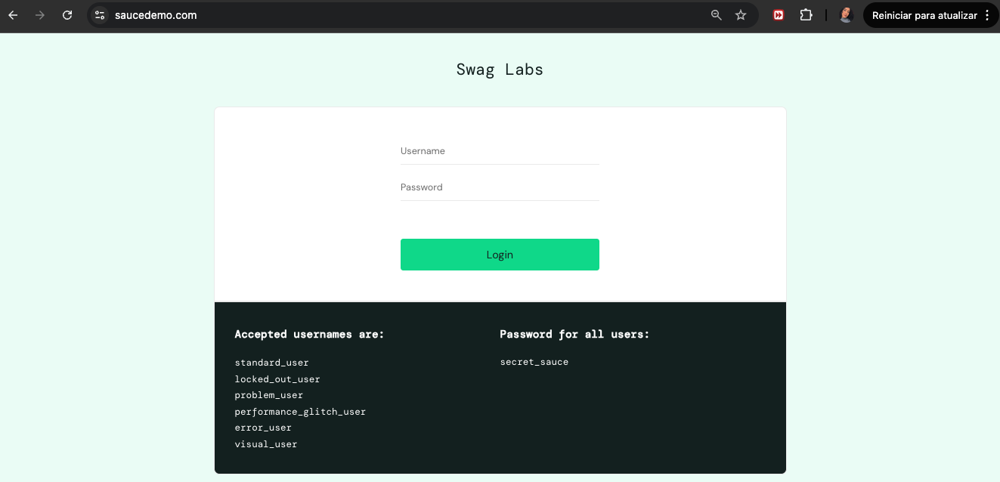 saucedemo.com
Reiniciar para atualizar
Swag Labs
Username
Password
Login
Accepted usernames are:
standard_user
locked_out_user
problem_user
performance_glitch_user
error_user
visual_user
Password for all users:
secret_sauce